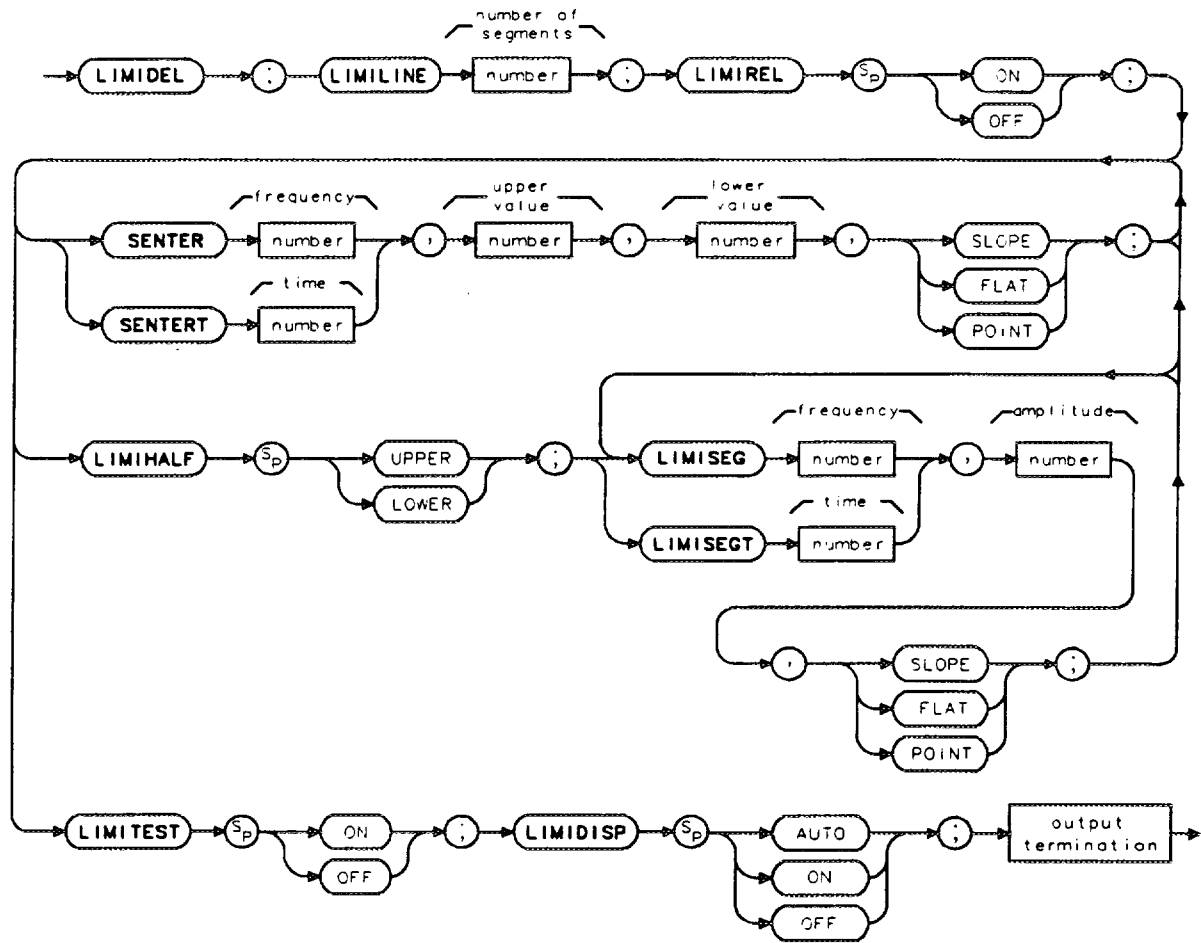 number of
segments
LIMIDEL ; LIMILINE number ; LIMIREL SP ON ;
OFF
frequency upper value lower value
SENTER number , number , number , SLOPE ;
FLAT
time
SENTERT number POINT
frequency amplitude
LIMIHALF SP UPPER ; LIMISEG number , number
LOWER
time
LIMISEGT number
, SLOPE ;
FLAT
POINT
LIMITEST SP ON ; LIMIDISP SP AUTO ; output termination
OFF ON
OFF